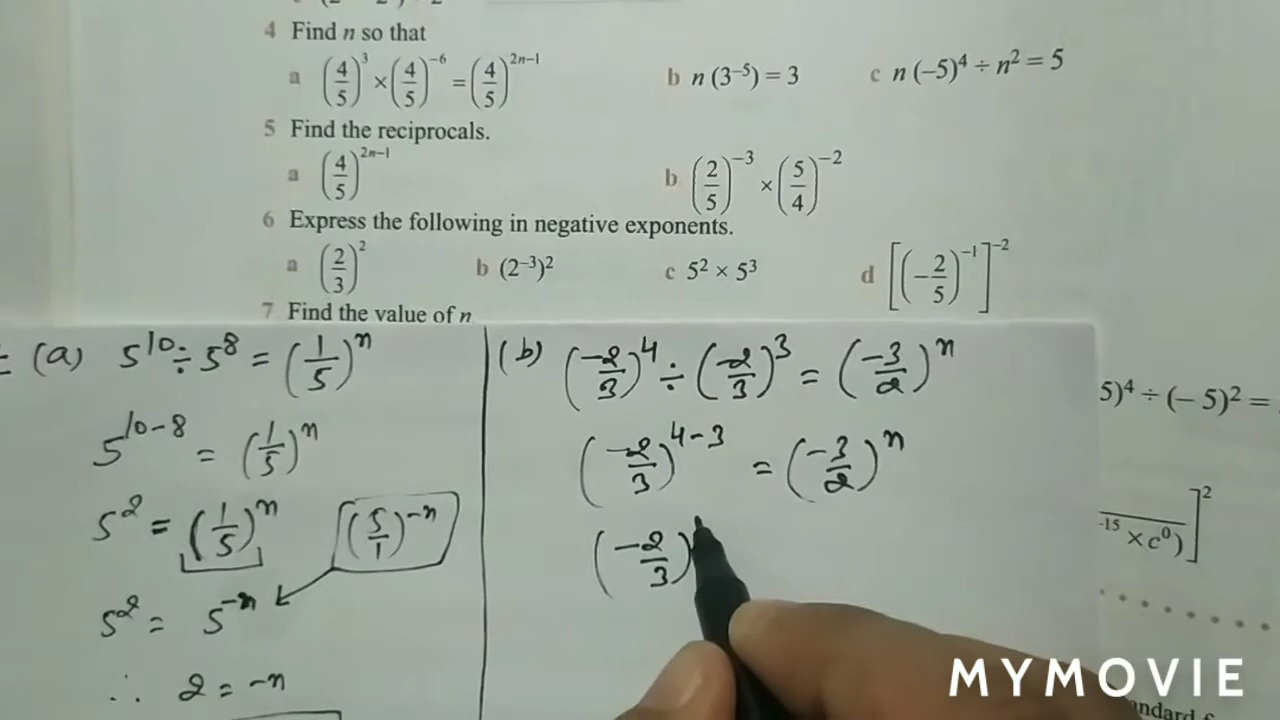 4 Find n so that
a (4/5)^3 × (4/5)^-6 = (4/5)^2n-1 b n(3^-5) = 3 c n(-5)^4 ÷ n^2 = 5
5 Find the reciprocals.
a (4/5)^2n-1 b (2/5)^-3 × (5/4)^-2
6 Express the following in negative exponents.
a (2/3)^2 b (2^-3)^2 c 5^2 × 5^3 d [(-2/5)^-1]^-2
7 Find the value of n
(a) 5^10 ÷ 5^8 = (1/5)^n
5^10-8 = (1/5)^n
5^2 = (1/5)^n (5/1)^-n
5^2 = 5^-n
∴ 2 = -n
(b) (-2/3)^4 ÷ (-2/3)^3 = (-3/2)^n
(-2/3)^4-3 = (-3/2)^n
(-2/3)
5)^4 ÷ (-5)^2 =
-15 × c^0)]^2
MYMOVIE